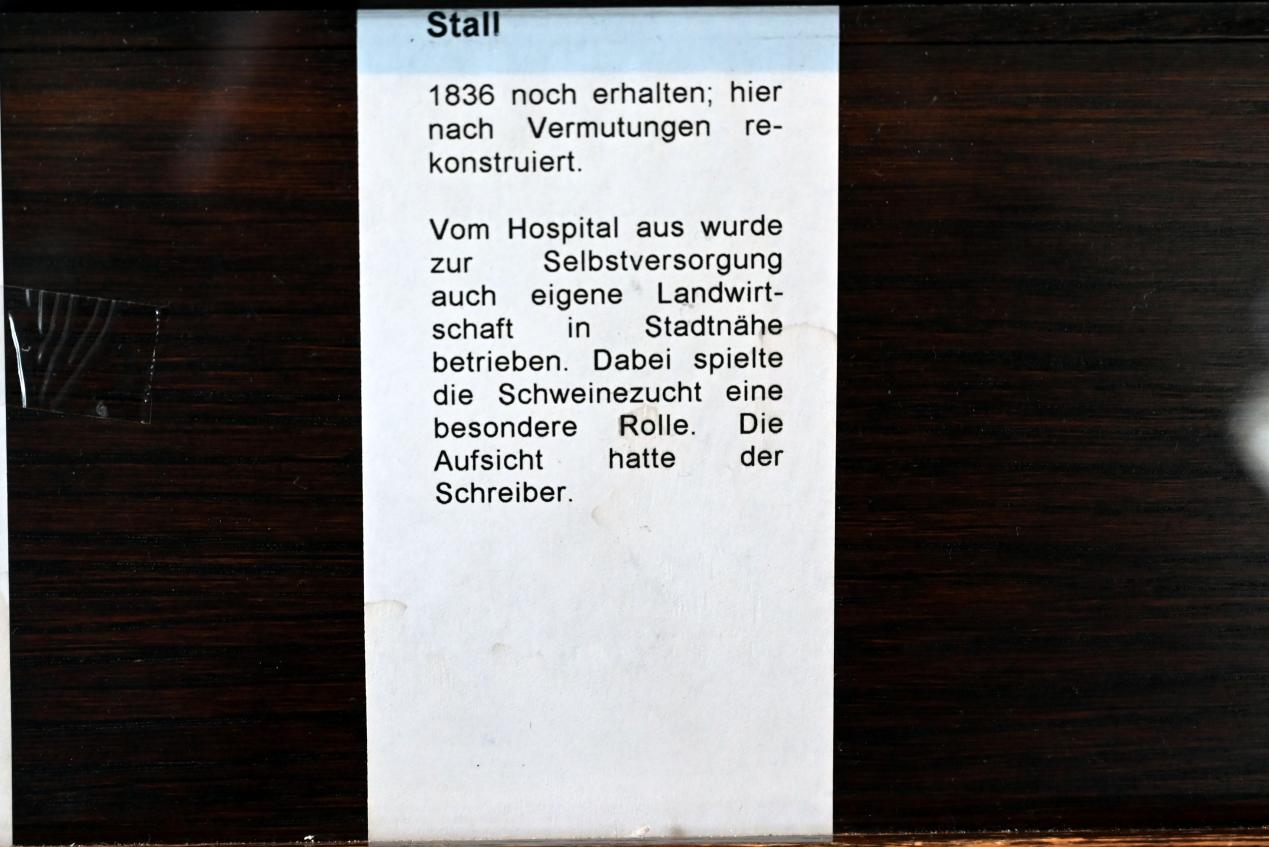 Stall
1836 noch erhalten; hier
nach Vermutungen re-
konstruiert.
Vom Hospital aus wurde
zur Selbstversorgung
auch eigene Landwirt-
schaft in Stadtnähe
betrieben. Dabei spielte
die Schweinezucht eine
besondere Rolle. Die
Aufsicht hatte der
Schreiber.